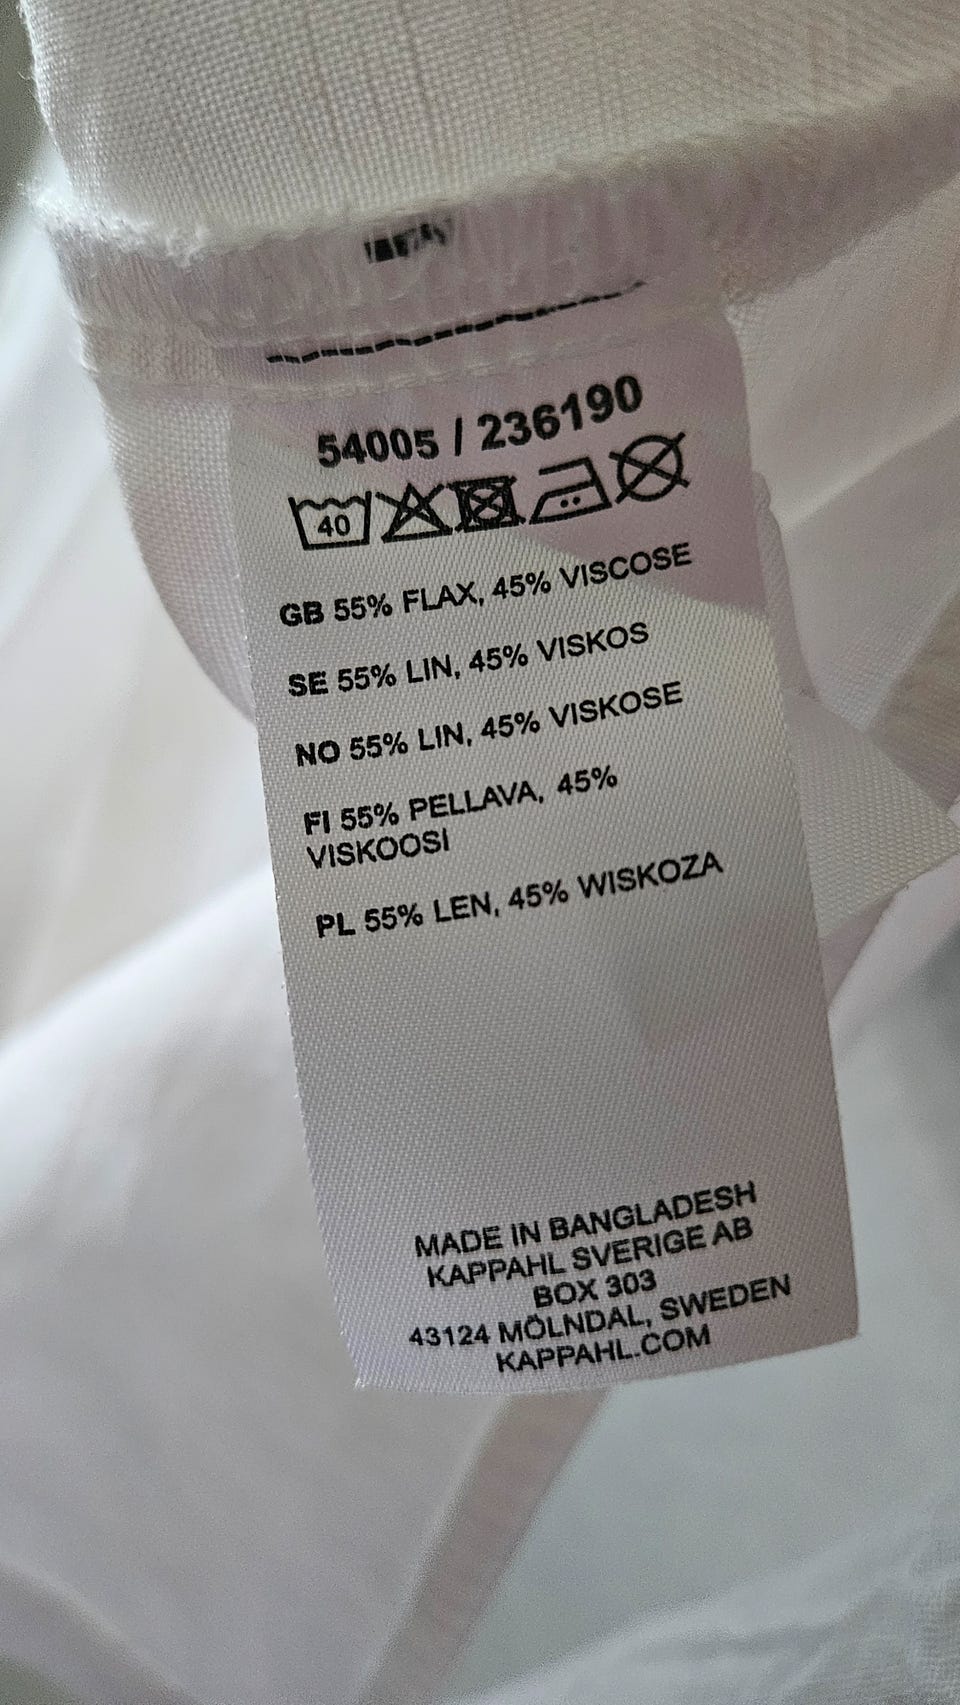 54005 / 236190
40
GB 55% FLAX, 45% VISCOSE
SE 55% LIN, 45% VISKOS
NO 55% LIN, 45% VISKOSE
FI 55% PELLAVA, 45%
VISKOOSI
PL 55% LEN, 45% WISKOZA
MADE IN BANGLADESH
KAPPAHL SVERIGE AB
BOX 303
43124 MÖLNDAL, SWEDEN
KAPPAHL.COM